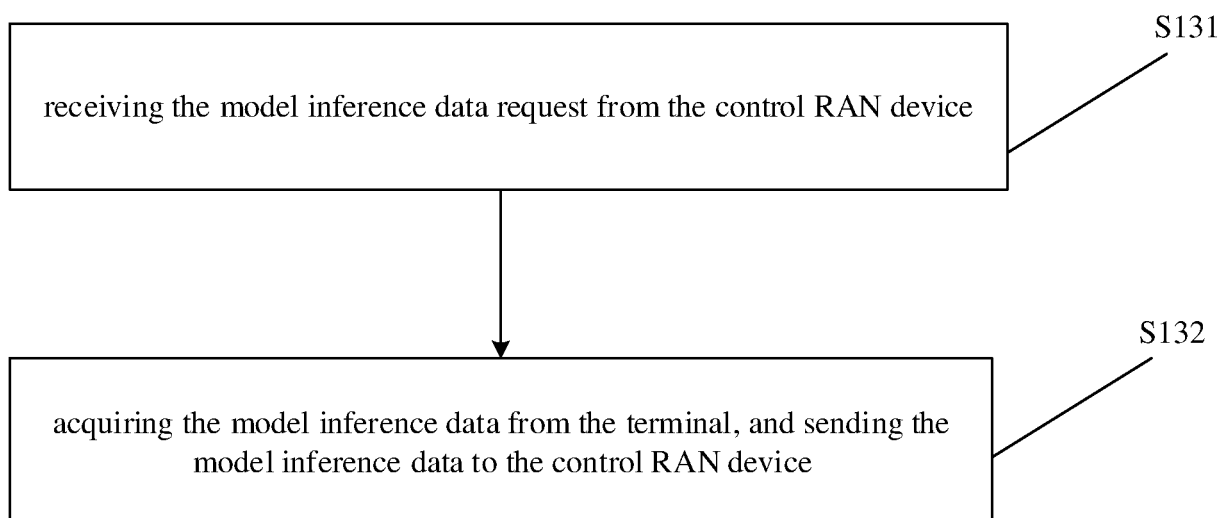 S131
receiving the model inference data request from the control RAN device
S132
acquiring the model inference data from the terminal, and sending the
model inference data to the control RAN device